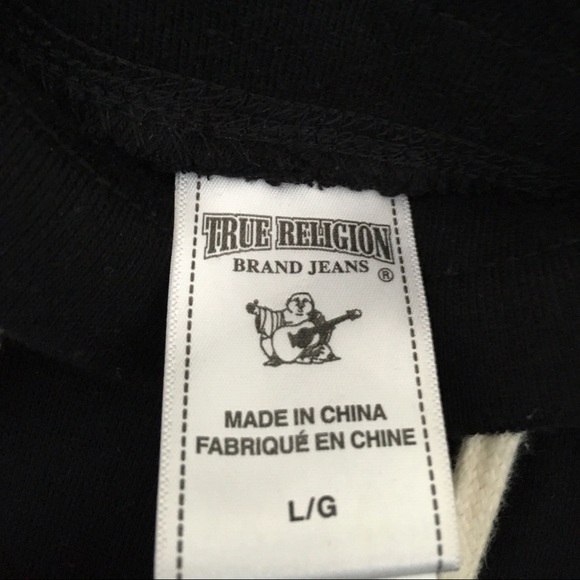 TRUE RELIGION
BRAND JEANS ®
MADE IN CHINA
FABRIQUÉ EN CHINE
L/G